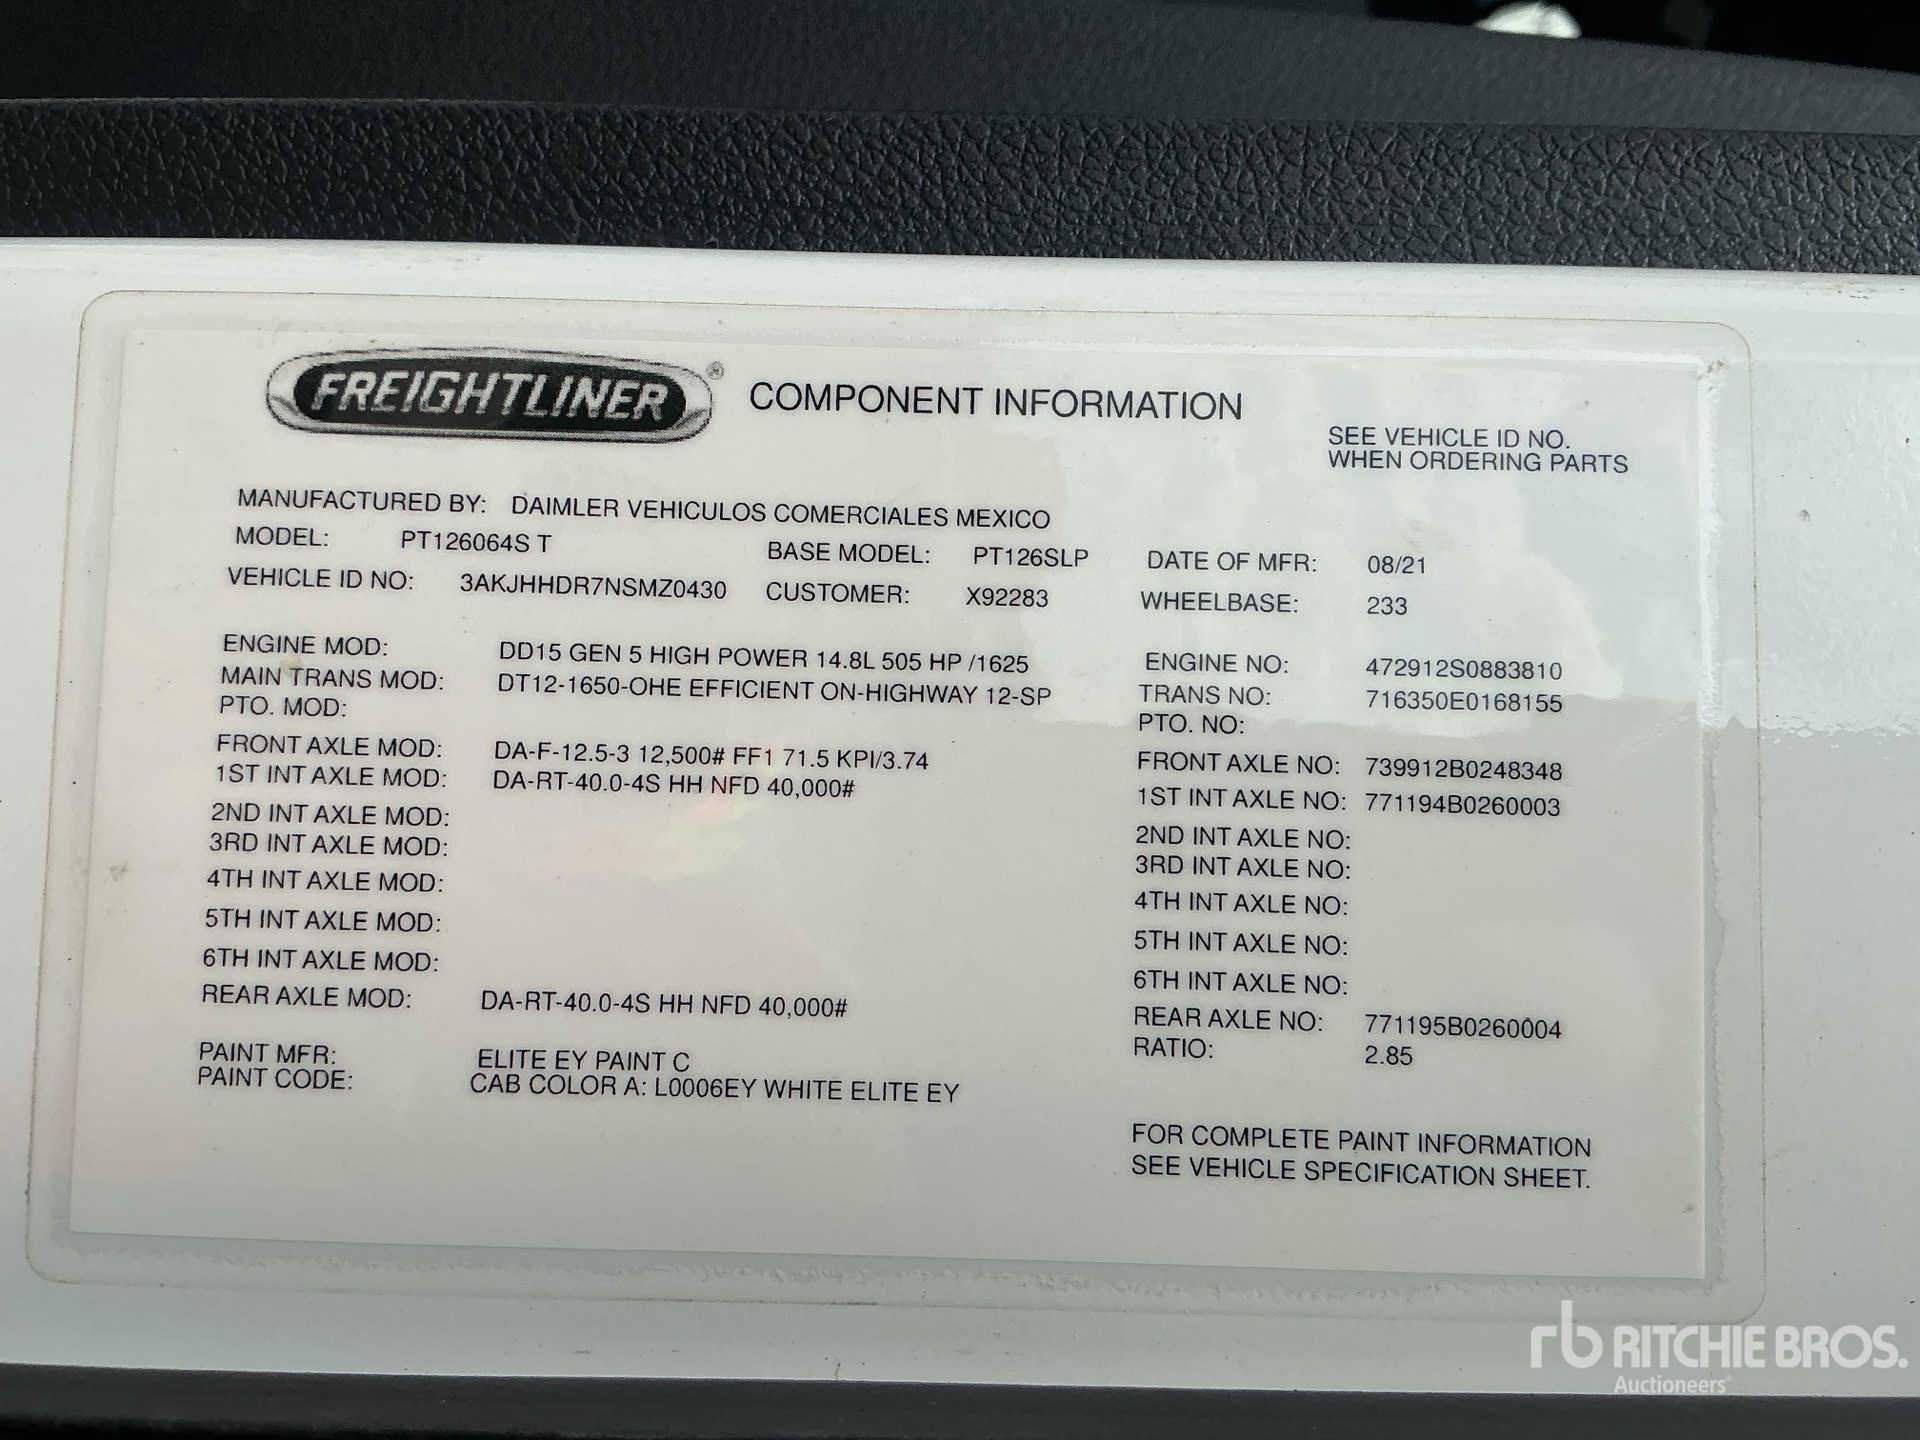 FREIGHTLINER ® COMPONENT INFORMATION
SEE VEHICLE ID NO.
WHEN ORDERING PARTS
MANUFACTURED BY: DAIMLER VEHICULOS COMERCIALES MEXICO
MODEL: PT126064S T BASE MODEL: PT126SLP DATE OF MFR: 08/21
VEHICLE ID NO: 3AKJHHDR7NSMZ0430 CUSTOMER: X92283 WHEELBASE: 233
ENGINE MOD: DD15 GEN 5 HIGH POWER 14.8L 505 HP /1625 ENGINE NO: 472912S0883810
MAIN TRANS MOD: DT12-1650-OHE EFFICIENT ON-HIGHWAY 12-SP TRANS NO: 716350E0168155
PTO. MOD: PTO. NO:
FRONT AXLE MOD: DA-F-12.5-3 12,500# FF1 71.5 KPI/3.74 FRONT AXLE NO: 739912B0248348
1ST INT AXLE MOD: DA-RT-40.0-4S HH NFD 40,000# 1ST INT AXLE NO: 771194B0260003
2ND INT AXLE MOD: 2ND INT AXLE NO:
3RD INT AXLE MOD: 3RD INT AXLE NO:
4TH INT AXLE MOD: 4TH INT AXLE NO:
5TH INT AXLE MOD: 5TH INT AXLE NO:
6TH INT AXLE MOD: 6TH INT AXLE NO:
REAR AXLE MOD: DA-RT-40.0-4S HH NFD 40,000# REAR AXLE NO: 771195B0260004
RATIO: 2.85
PAINT MFR: ELITE EY PAINT C
PAINT CODE: CAB COLOR A: L0006EY WHITE ELITE EY
FOR COMPLETE PAINT INFORMATION
SEE VEHICLE SPECIFICATION SHEET.
rb RITCHIE BROS.
Auctioneers